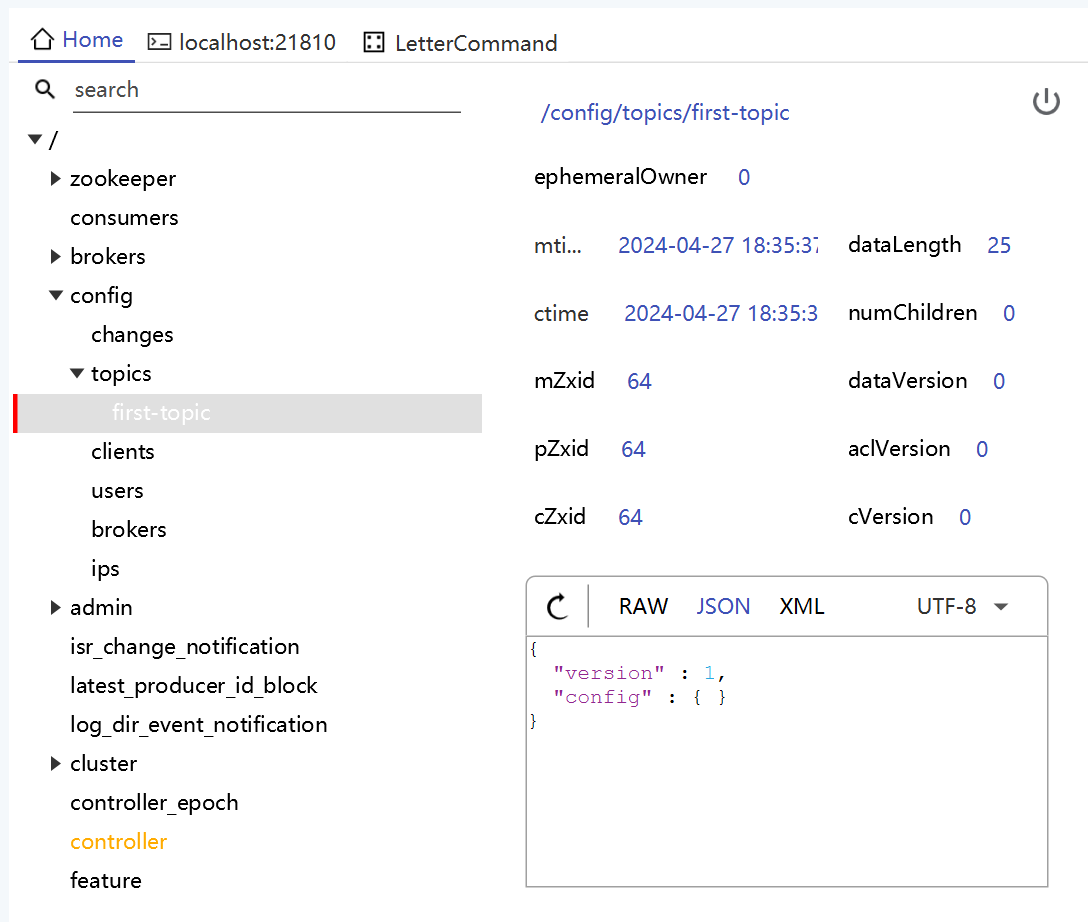 Home localhost:21810 LetterCommand
search
/
zookeeper
consumers
brokers
config
changes
topics
first-topic
clients
users
brokers
ips
admin
isr_change_notification
latest_producer_id_block
log_dir_event_notification
cluster
controller_epoch
controller
feature
/config/topics/first-topic
ephemeralOwner 0
mti... 2024-04-27 18:35:37 dataLength 25
ctime 2024-04-27 18:35:3 numChildren 0
mZxid 64 dataVersion 0
pZxid 64 aclVersion 0
cZxid 64 cVersion 0
RAW JSON XML UTF-8
{
"version" : 1,
"config" : { }
}